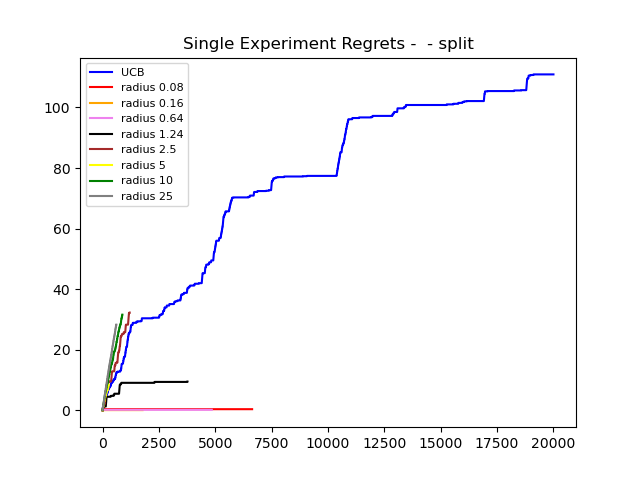 Single Experiment Regrets -  - split
UCB
radius 0.08
radius 0.16
radius 0.64
radius 1.24
radius 2.5
radius 5
radius 10
radius 25
100
80
60
40
20
0
0 2500 5000 7500 10000 12500 15000 17500 20000